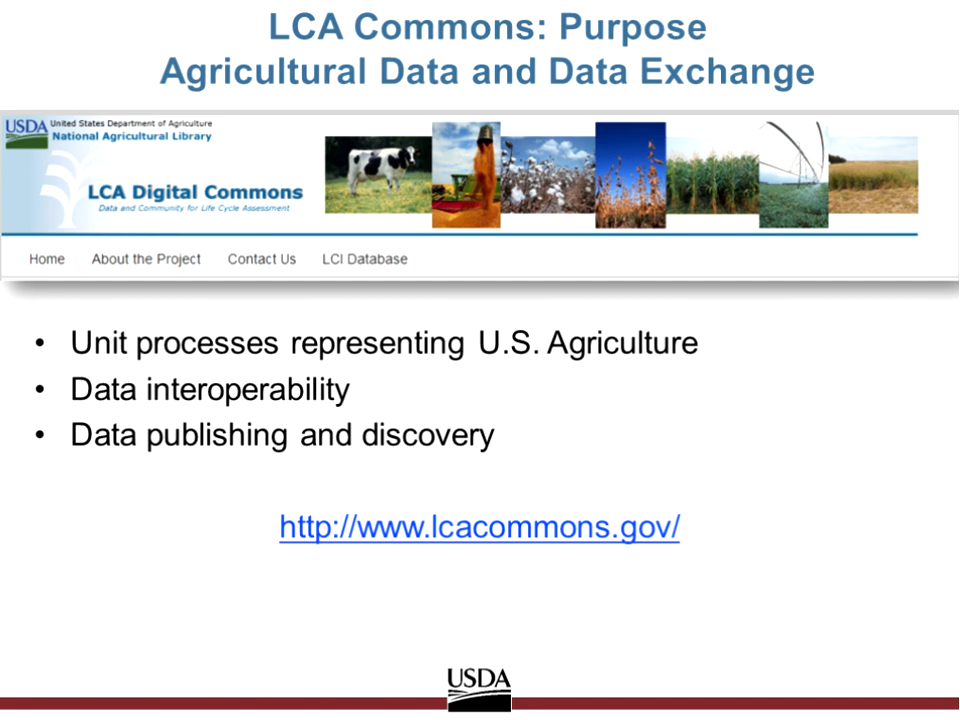 LCA Commons: Purpose
Agricultural Data and Data Exchange
USDA United States Department of Agriculture
National Agricultural Library
LCA Digital Commons
Data and Community for Life Cycle Assessment
Home About the Project Contact Us LCI Database
• Unit processes representing U.S. Agriculture
• Data interoperability
• Data publishing and discovery
http://www.lcacommons.gov/
USDA